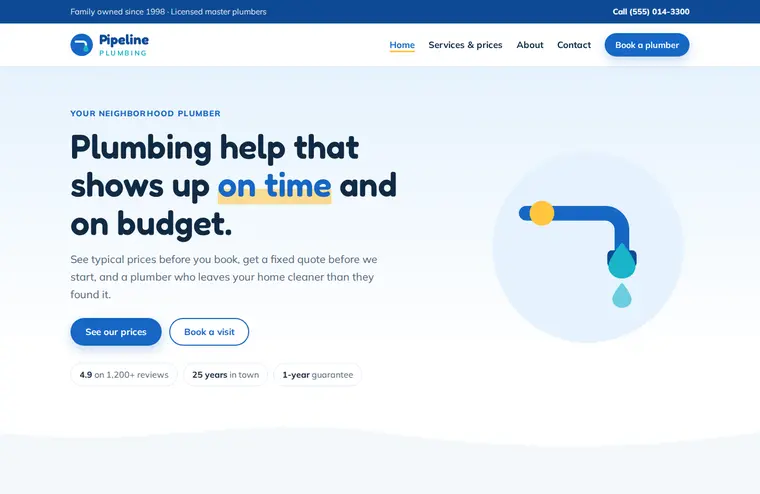 Family owned since 1998 · Licensed master plumbers
Call (555) 014-3300
Pipeline
PLUMBING
Home
Services & prices
About
Contact
Book a plumber
YOUR NEIGHBORHOOD PLUMBER
Plumbing help that
shows up on time and
on budget.
See typical prices before you book, get a fixed quote before we
start, and a plumber who leaves your home cleaner than they
found it.
See our prices
Book a visit
4.9 on 1,200+ reviews
25 years in town
1-year guarantee